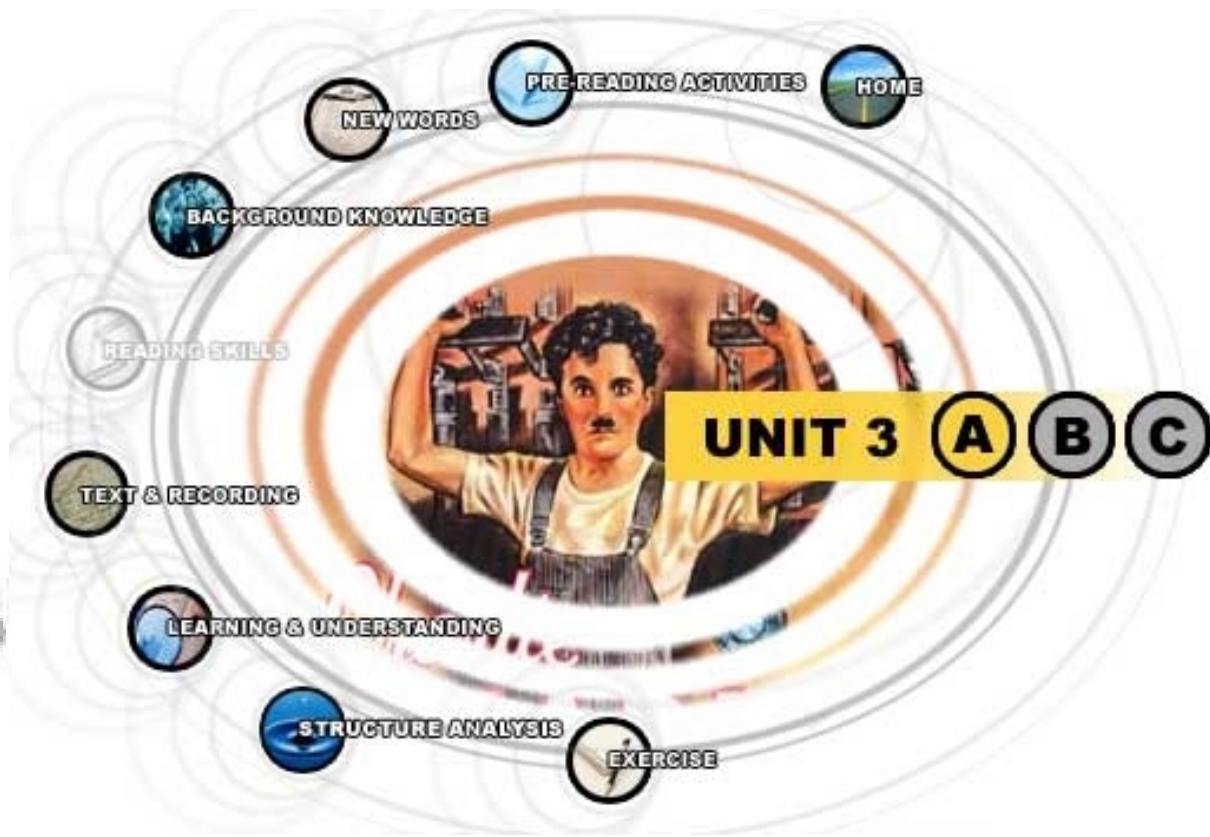 PRE-READING ACTIVITIES
HOME
NEW WORDS
BACKGROUND KNOWLEDGE
READING SKILLS
UNIT 3 A B C
TEXT & RECORDING
LEARNING & UNDERSTANDING
STRUCTURE ANALYSIS
EXERCISE